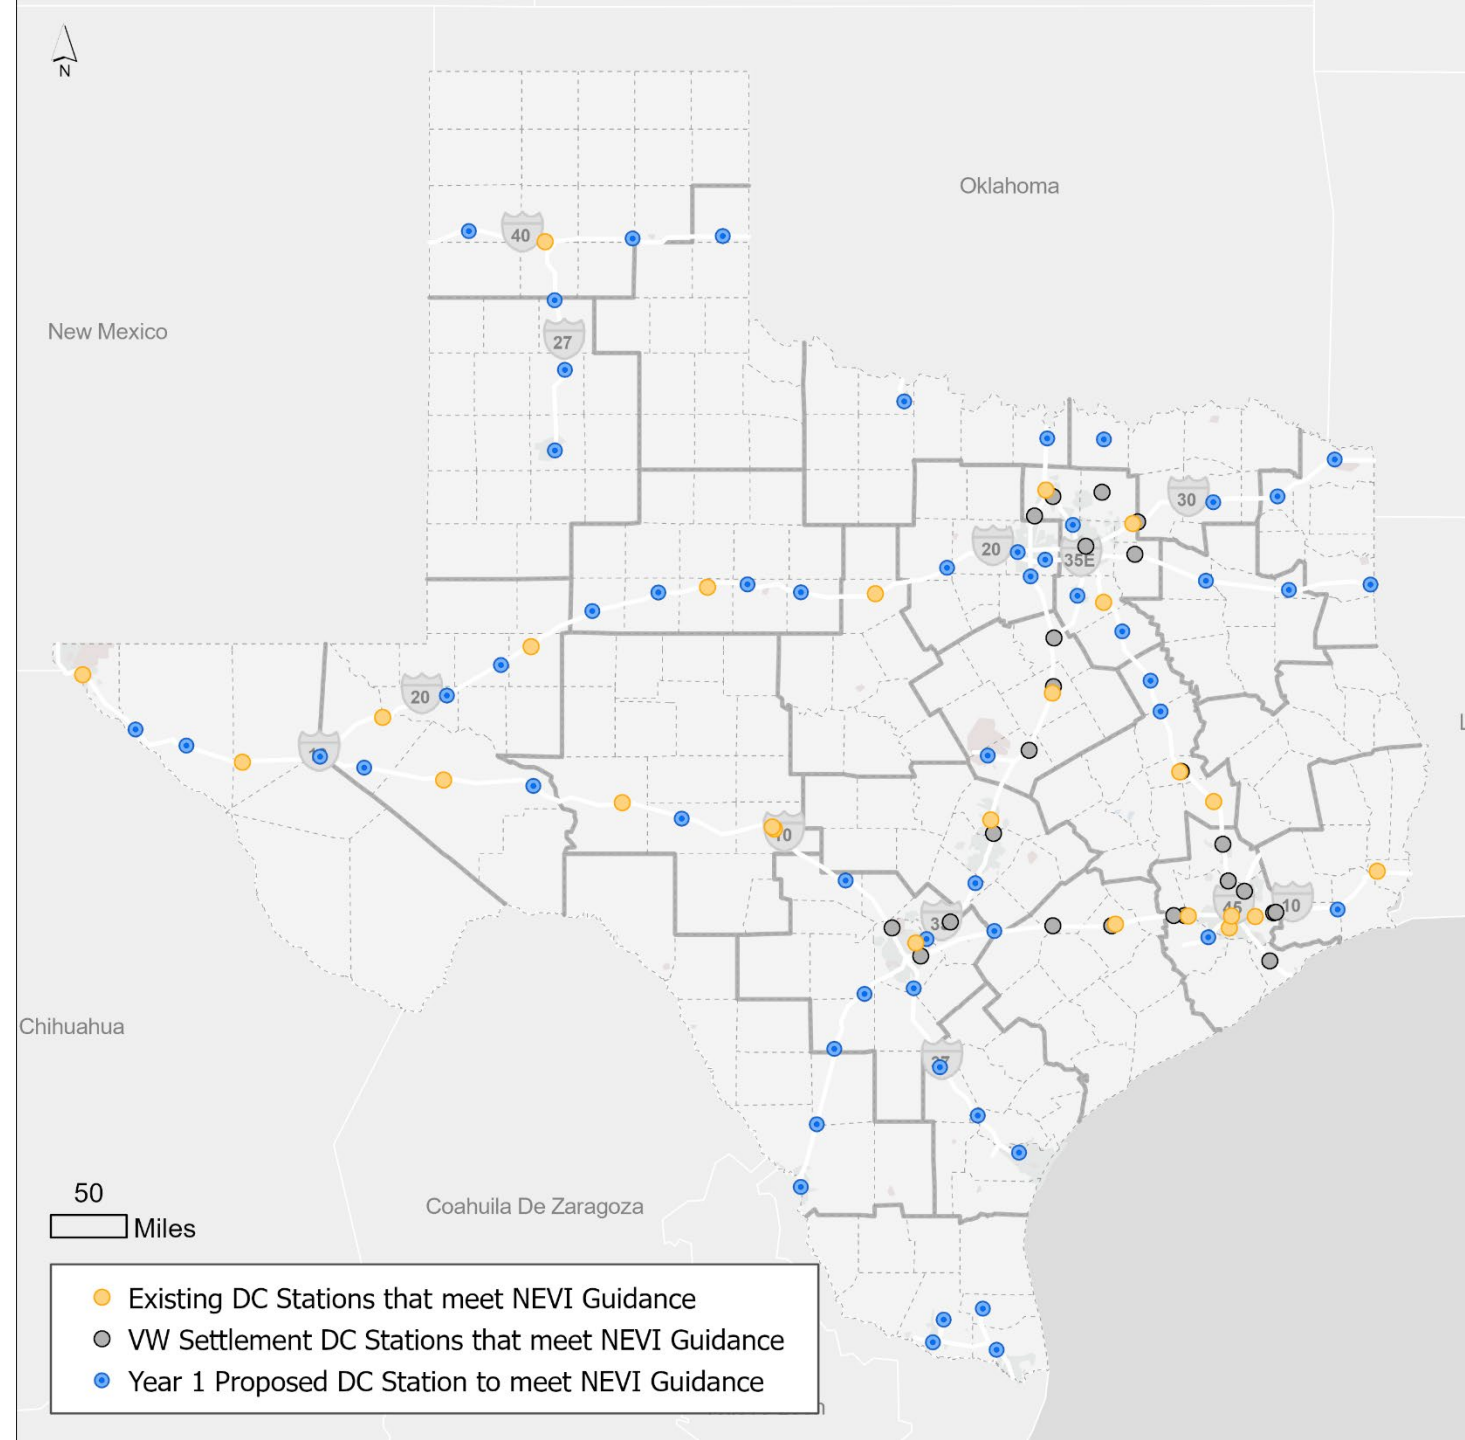 N
Oklahoma
40
New Mexico
27
30
20
35E
20
10
10
45
10
Chihuahua
37
Coahuila De Zaragoza
50
Miles
Existing DC Stations that meet NEVI Guidance
VW Settlement DC Stations that meet NEVI Guidance
Year 1 Proposed DC Station to meet NEVI Guidance